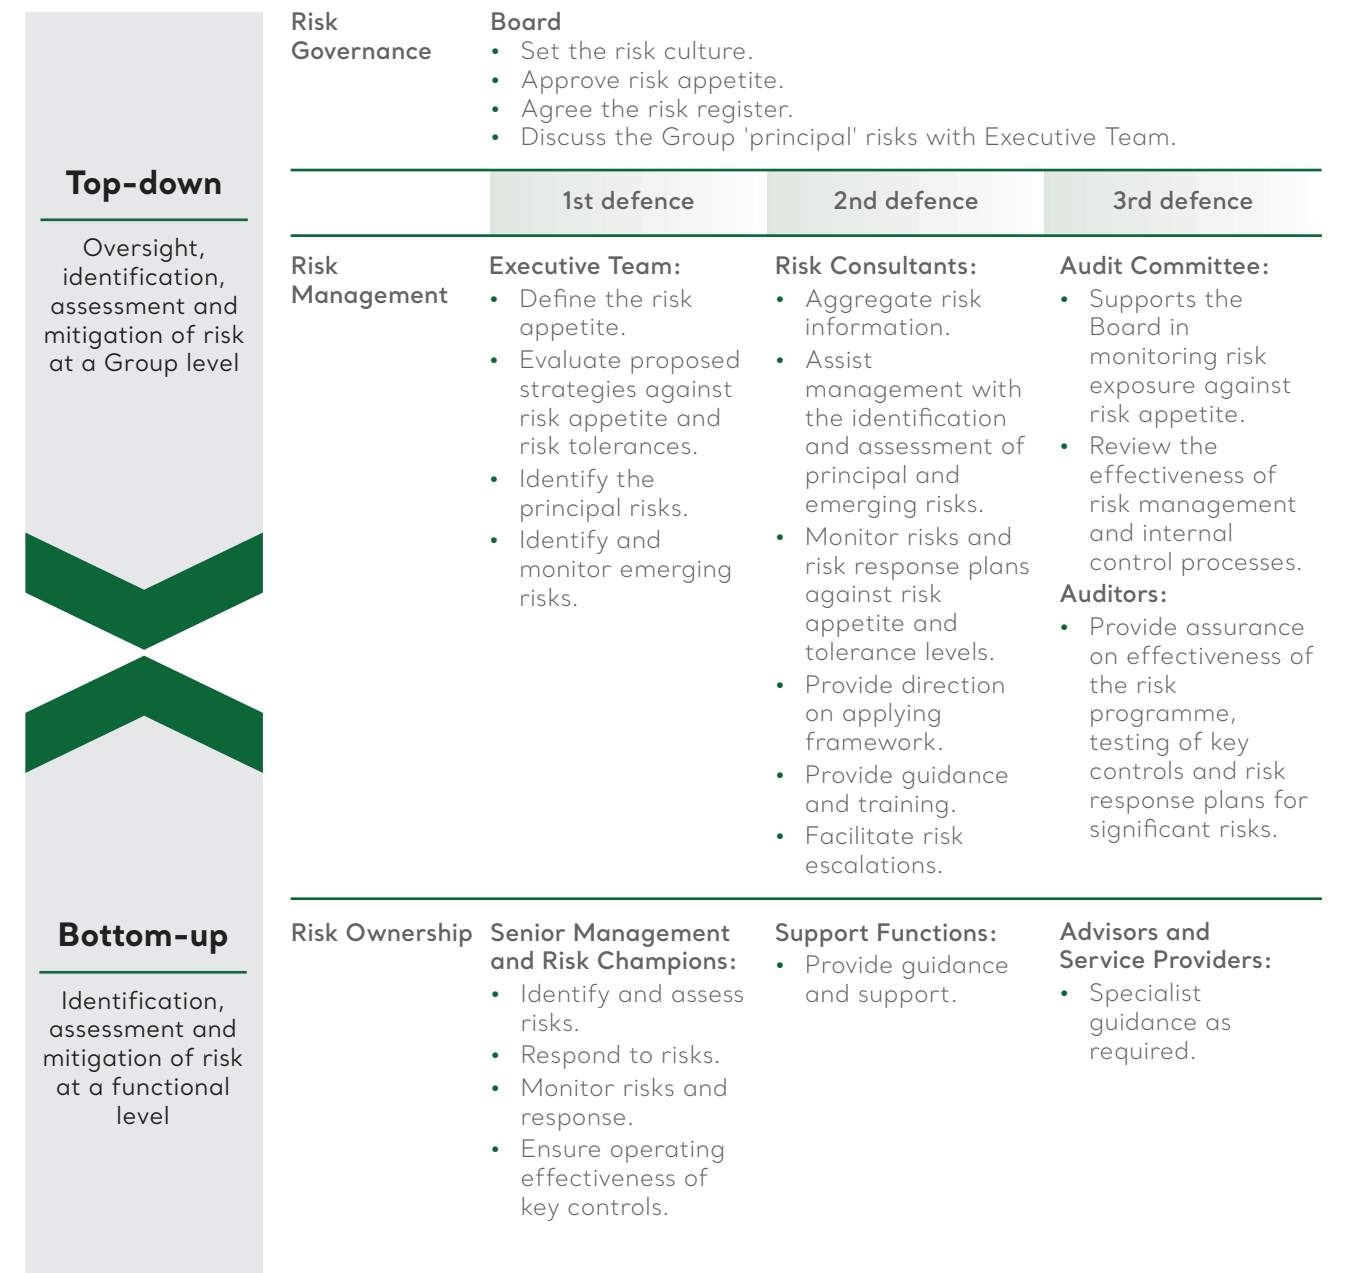 Top-down
Oversight,
identification,
assessment and
mitigation of risk
at a Group level
Bottom-up
Identification,
assessment and
mitigation of risk
at a functional
level
Risk
Governance
Board
• Set the risk culture.
• Approve risk appetite.
• Agree the risk register.
• Discuss the Group 'principal' risks with Executive Team.
1st defence
2nd defence
3rd defence
Risk
Management
Executive Team:
• Define the risk
appetite.
• Evaluate proposed
strategies against
risk appetite and
risk tolerances.
• Identify the
principal risks.
• Identify and
monitor emerging
risks.
Risk Consultants:
• Aggregate risk
information.
• Assist
management with
the identification
and assessment of
principal and
emerging risks.
• Monitor risks and
risk response plans
against risk
appetite and
tolerance levels.
• Provide direction
on applying
framework.
• Provide guidance
and training.
• Facilitate risk
escalations.
Audit Committee:
• Supports the
Board in
monitoring risk
exposure against
risk appetite.
• Review the
effectiveness of
risk management
and internal
control processes.
Auditors:
• Provide assurance
on effectiveness of
the risk
programme,
testing of key
controls and risk
response plans for
significant risks.
Risk Ownership
Senior Management
and Risk Champions:
• Identify and assess
risks.
• Respond to risks.
• Monitor risks and
response.
• Ensure operating
effectiveness of
key controls.
Support Functions:
• Provide guidance
and support.
Advisors and
Service Providers:
• Specialist
guidance as
required.